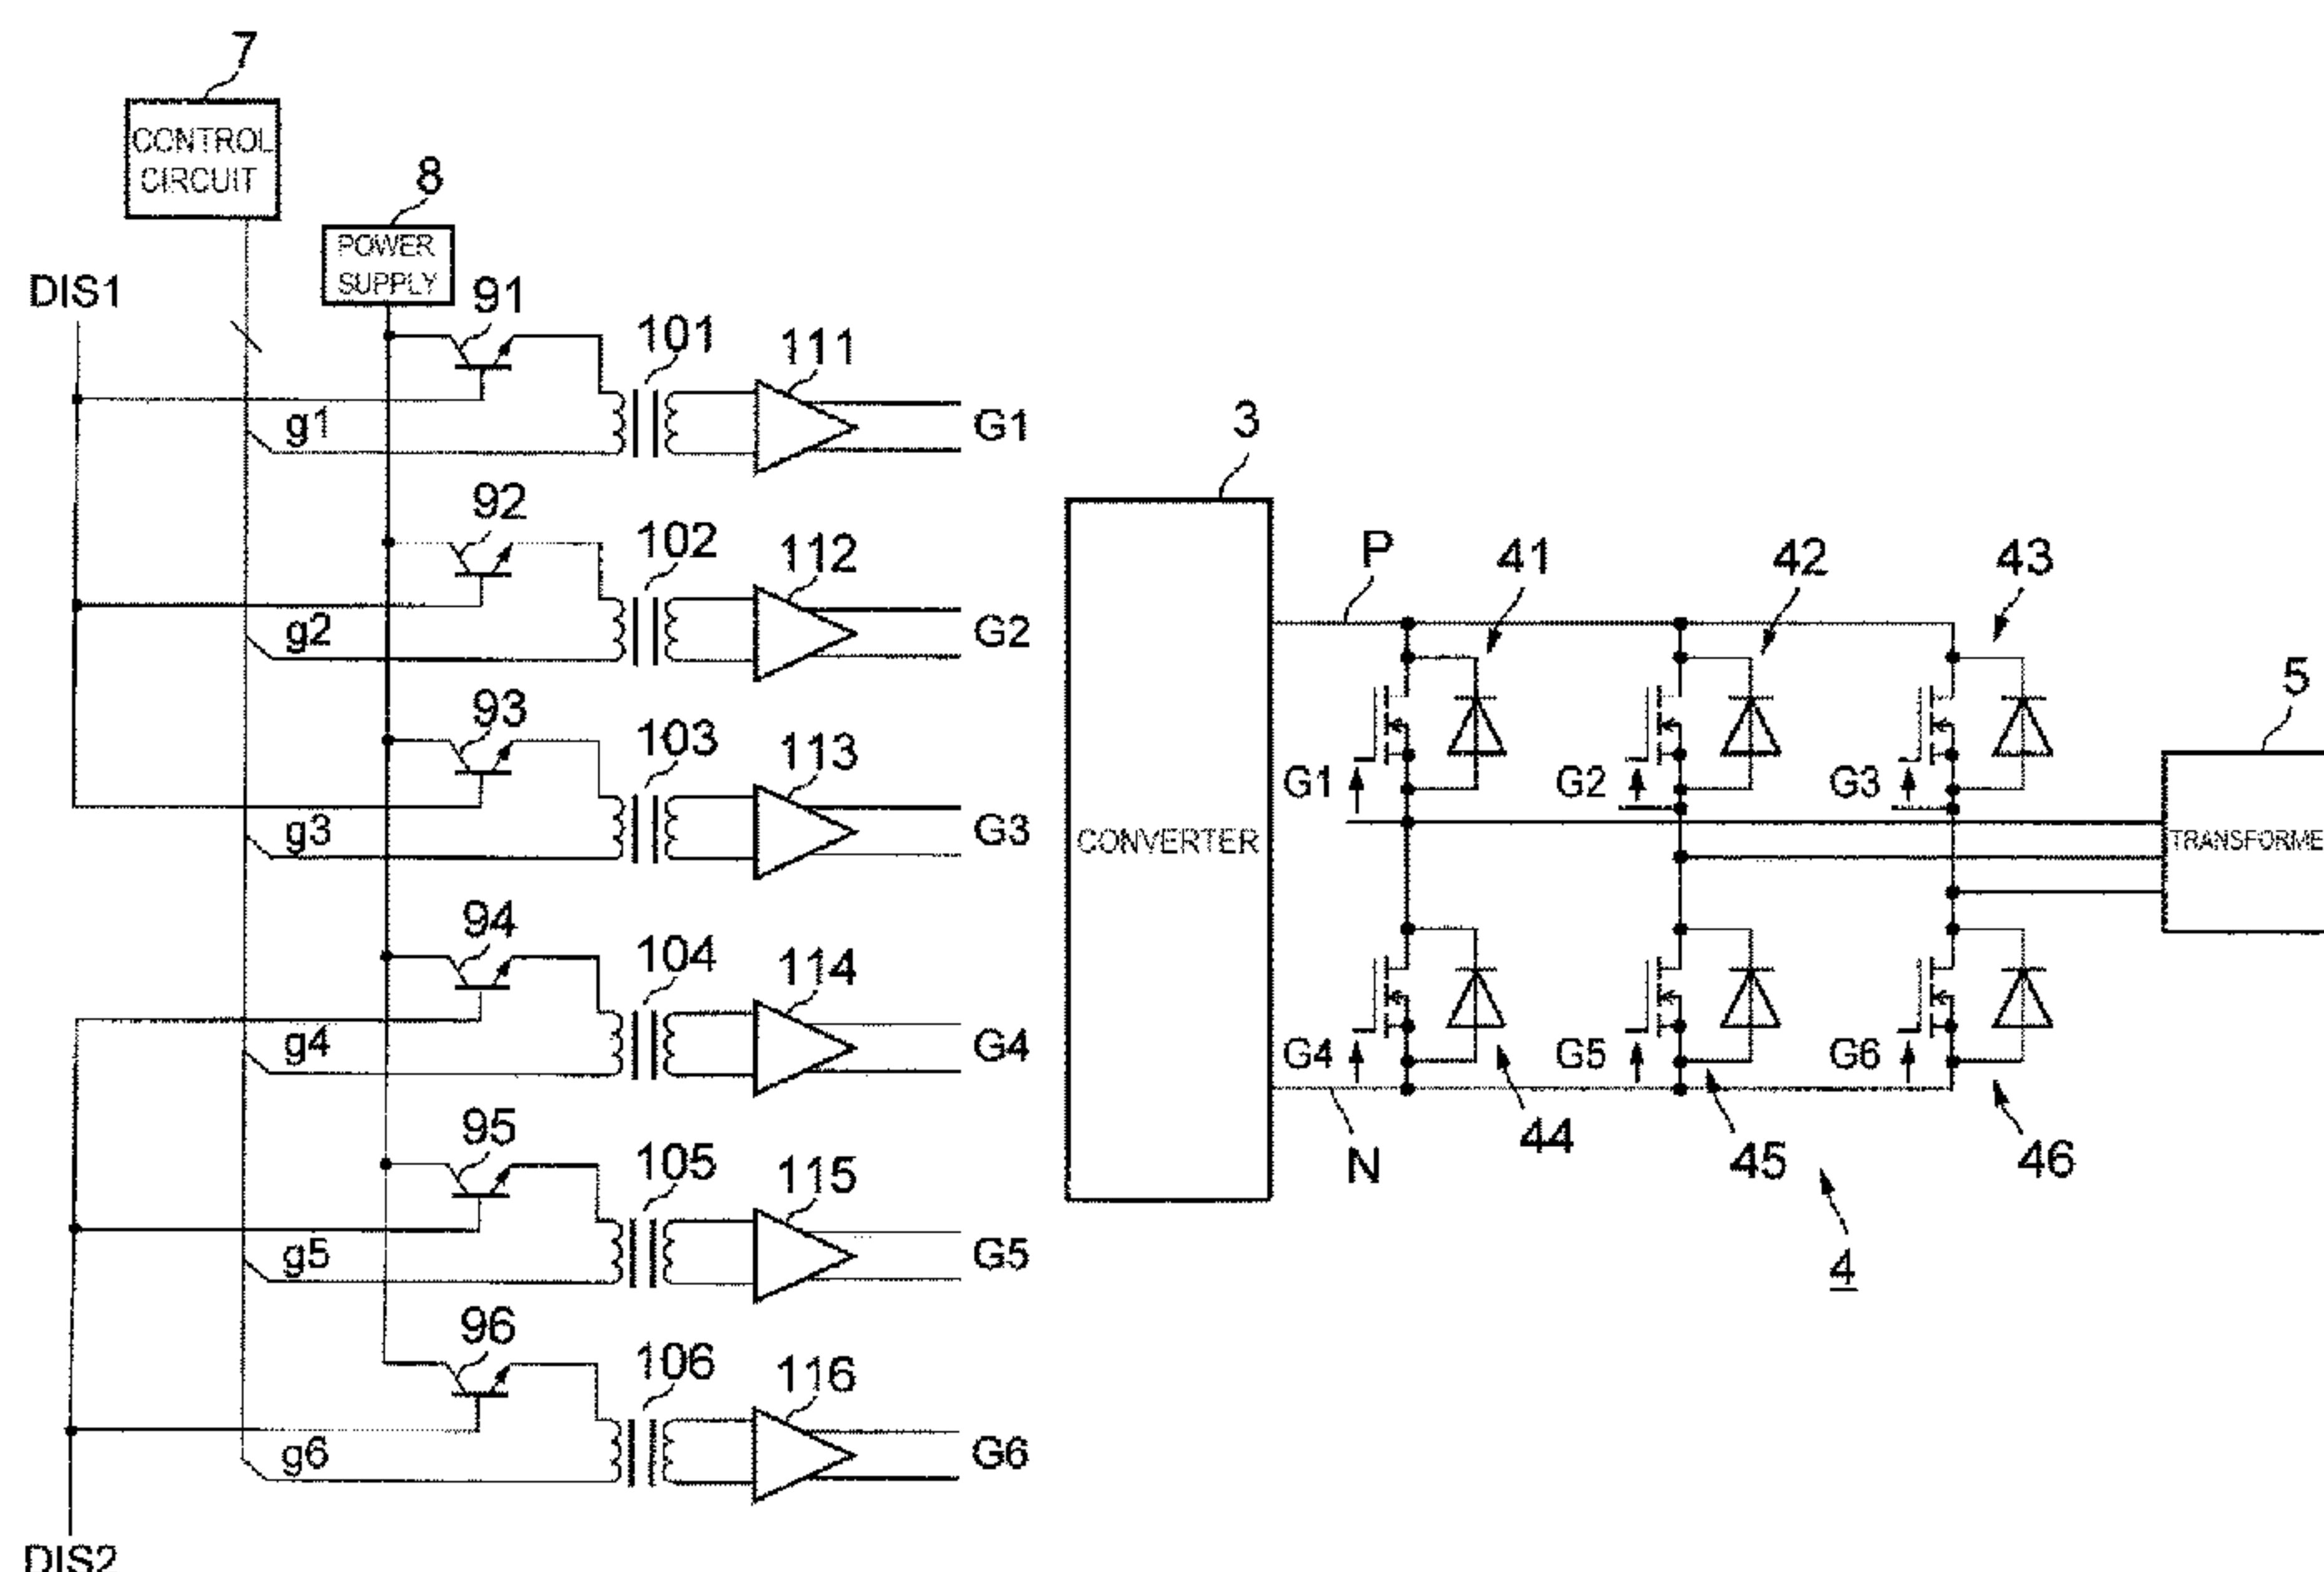 7
CONTROL
CIRCUIT
8
POWER
SUPPLY
DIS1
91
101
111
g1
G1
92
102
112
g2
G2
93
103
113
g3
G3
94
104
114
g4
G4
95
105
115
g5
G5
96
106
116
g6
G6
DIS2
3
CONVERTER
P
41
42
43
5
G1
G2
G3
TRANSFORME
G4
G5
G6
N
44
45
46
4